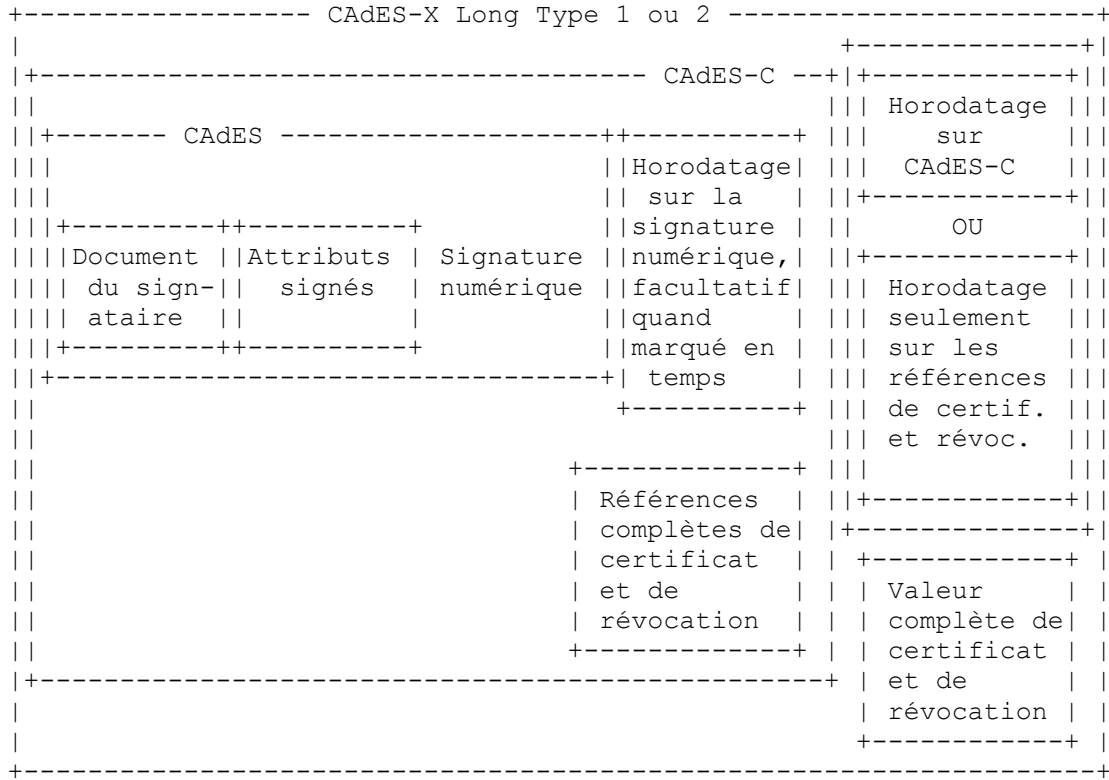 +------------------ CAdES-X Long Type 1 ou 2 -----------------------+
|                                                   +--------------+|
|+-------------------------------------- CAdES-C --+|+------------+||
||                                                 ||| Horodatage |||
||+------- CAdES --------------------++----------+ |||    sur     |||
|||                                  ||Horodatage| |||  CAdES-C   |||
|||                                  || sur la   | ||+------------+||
|||+---------++----------+           ||signature | ||      OU      ||
||||Document ||Attributs | Signature ||numérique,| ||+------------+||
|||| du sign-||  signés  | numérique ||facultatif| ||| Horodatage |||
|||| ataire  ||          |           ||quand     | ||| seulement  |||
|||+---------++----------+           ||marqué en | ||| sur les    |||
||+----------------------------------+| temps    | ||| références |||
||                                    +----------+ ||| de certif. |||
||                                                 ||| et révoc.  |||
||                                 +-------------+ |||            |||
||                                 | Références  | ||+------------+||
||                                 | complètes de| |+--------------+|
||                                 | certificat  | | +------------+ |
||                                 | et de       | | | Valeur     | |
||                                 | révocation  | | | complète de| |
||                                 +-------------+ | | certificat | |
|+-------------------------------------------------+ | et de      | |
|                                                    | révocation | |
|                                                    +------------+ |
+-------------------------------------------------------------------+